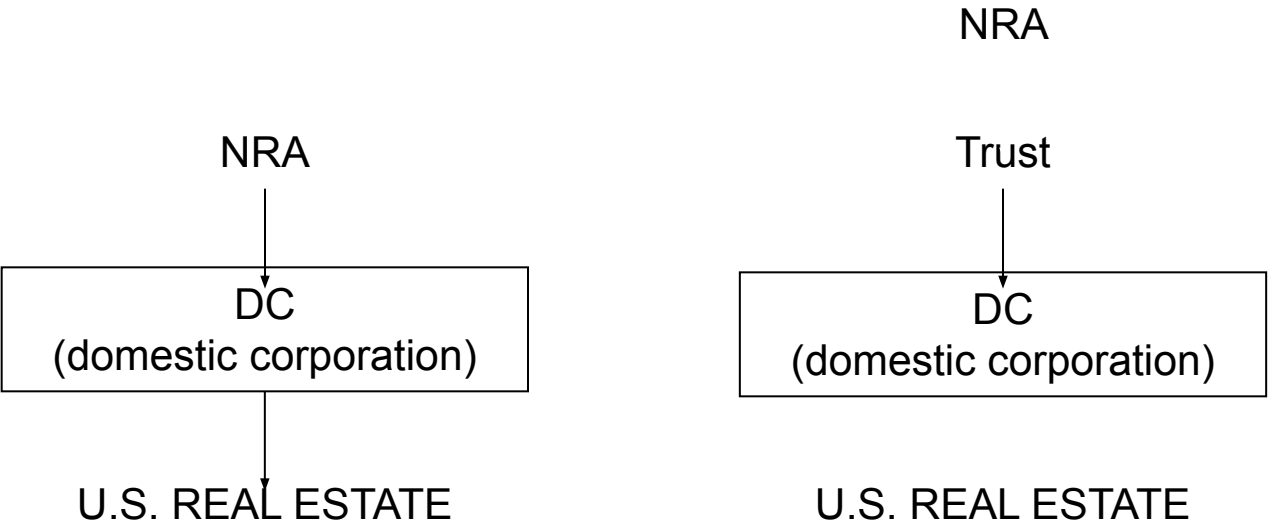 NRA
DC
(domestic corporation)
U.S. REAL ESTATE
NRA
Trust
DC
(domestic corporation)
U.S. REAL ESTATE